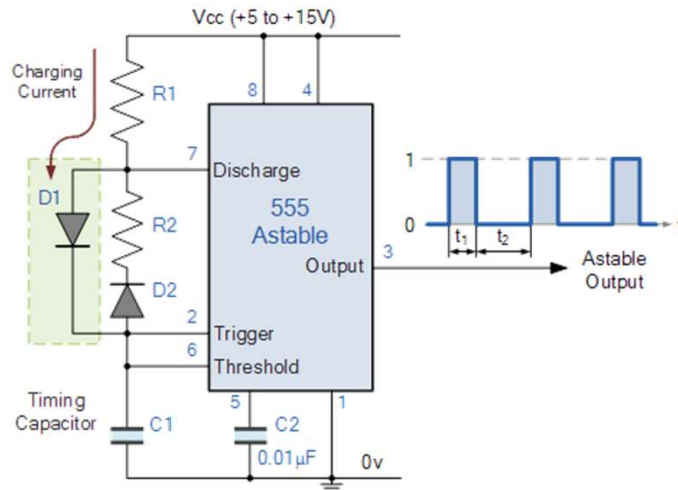 Vcc (+5 to +15V)
Charging
Current
R1
8
4
7
Discharge
D1
R2
555
Astable
1
0
t1
t2
3
Output
Astable
Output
D2
2
Trigger
6
Threshold
Timing
Capacitor
C1
5
C2
1
0.01µF
0v